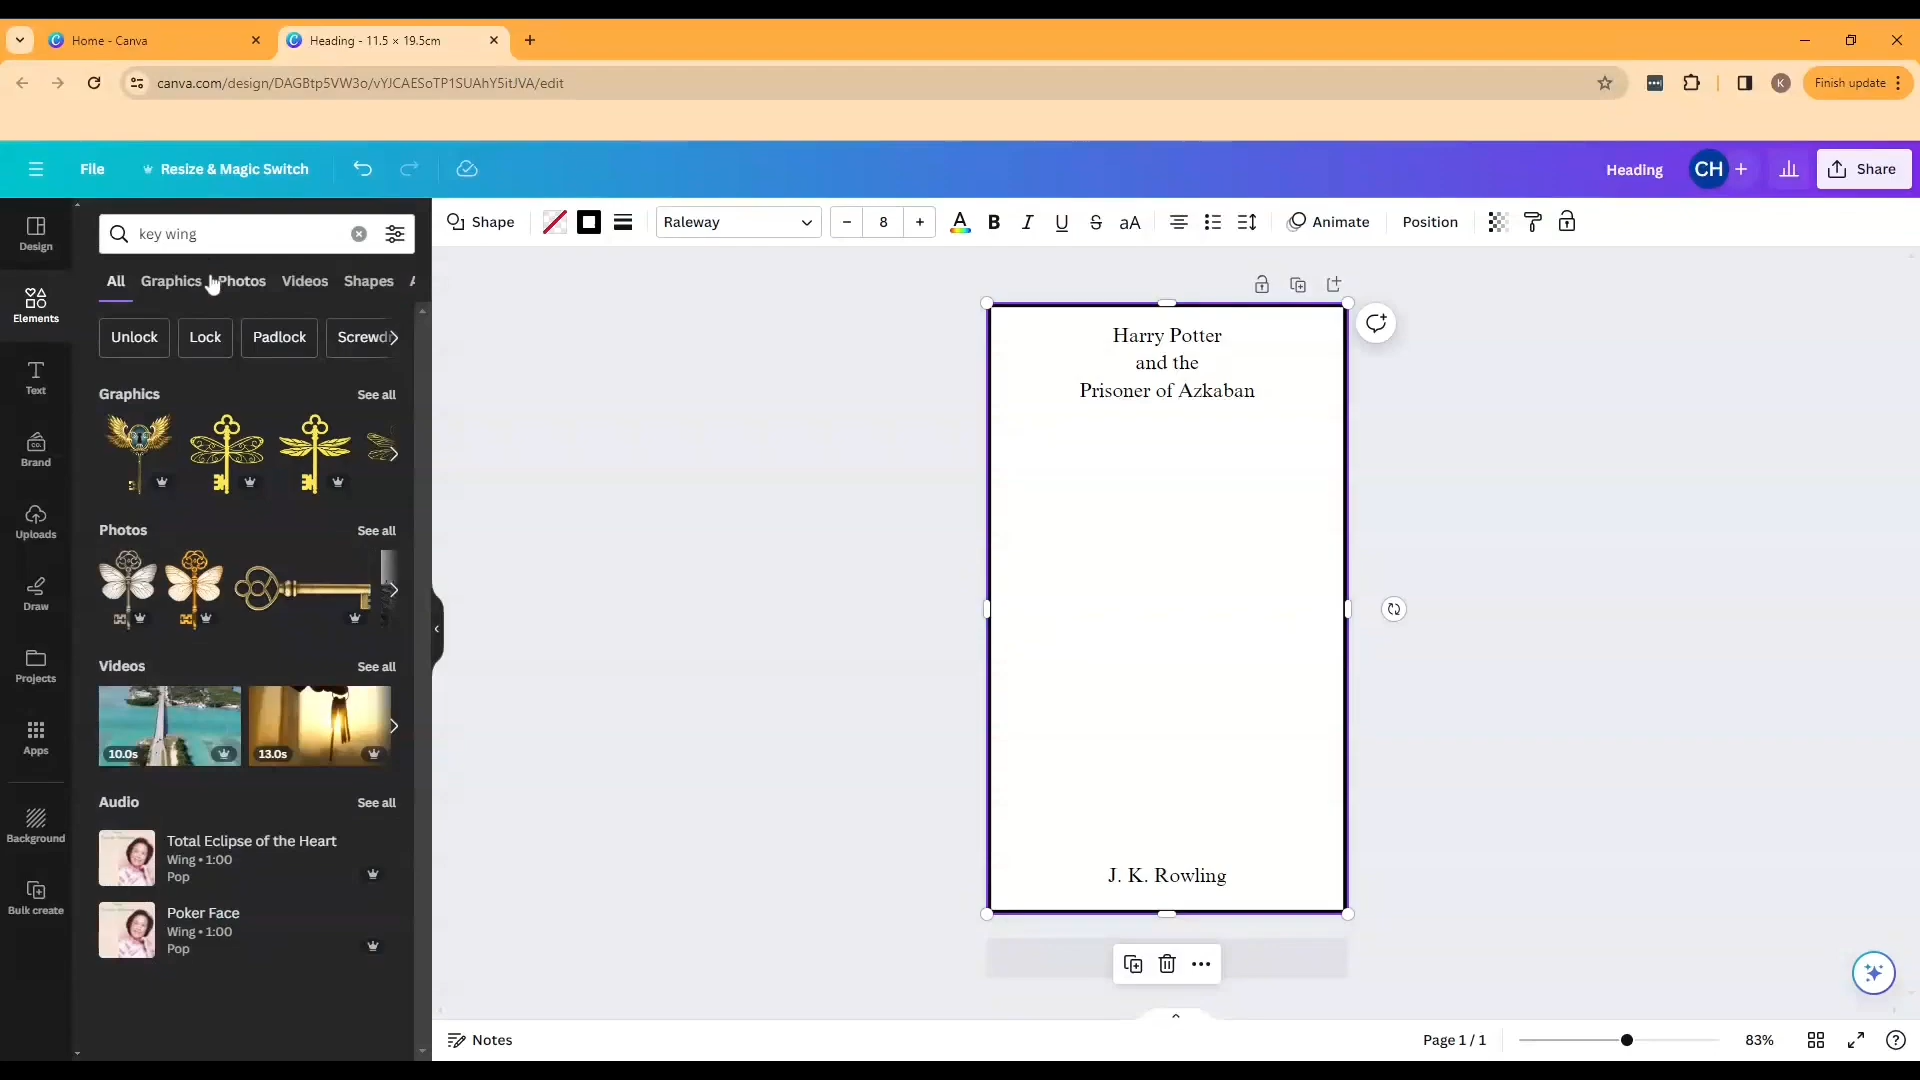 Home - Canva
Heading - 11.5 × 19.5cm
canva.com/design/DAGBtp5VW3o/vYJCAESoTP1SUAhY5itJVA/edit
K
Finish update
File
Resize & Magic Switch
Heading
CH
Share
Design
Elements
Text
Brand
Uploads
Draw
Projects
Apps
Background
Bulk create
key wing
All
Graphics
Photos
Videos
Shapes
Unlock
Lock
Padlock
Graphics
See all
Photos
See all
Videos
See all
10.0s
13.0s
Audio
See all
Total Eclipse of the Heart
Wing • 1:00
Pop
Poker Face
Wing • 1:00
Pop
Shape
Raleway
8
A
B
I
U
S
aA
Animate
Position
Harry Potter
and the
Prisoner of Azkaban
J. K. Rowling
Notes
Page 1 / 1
83%